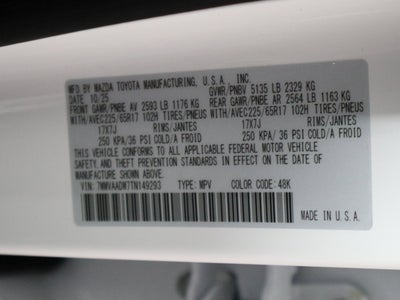 MFD BY MAZDA TOYOTA MANUFACTURING, U.S.A., INC.
DATE: 10/25 GVWR/PNBV 5135 LB 2329 KG
FRONT GAWR/PNBE AV 2593 LB 1176 KG REAR GAWR/PNBE AR 2564 LB 1163 KG
WITH/AVEC225/65R17 102H TIRES/PNEUS WITH/AVEC225/65R17 102H TIRES/PNEUS
17X7J RIMS/JANTES 17X7J RIMS/JANTES
250 KPA/ 36 PSI COLD/A FROID 250 KPA/ 36 PSI COLD/A FROID
THIS VEHICLE CONFORMS TO ALL APPLICABLE FEDERAL MOTOR VEHICLE
SAFETY, BUMPER, AND THEFT PREVENTION STANDARDS IN EFFECT ON THE DATE OF
MANUFACTURE SHOWN ABOVE.
VIN: 7MMVAADW7TN149293 TYPE: MPV COLOR CODE: 48K
MADE IN U.S.A.